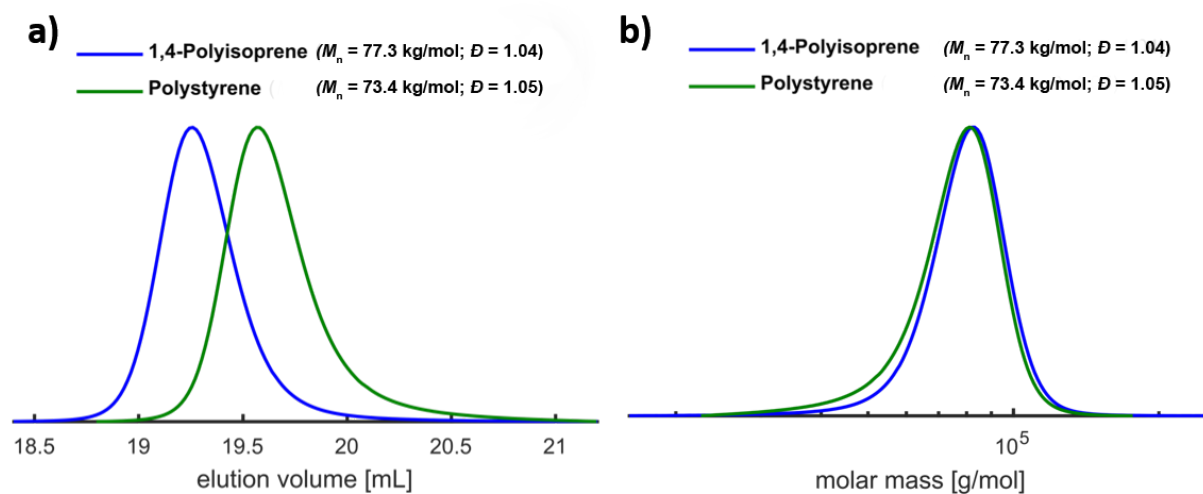 a)
1,4-Polyisoprene (Mn = 77.3 kg/mol; Đ = 1.04)
Polystyrene (Mn = 73.4 kg/mol; Đ = 1.05)
18.5 19 19.5 20 20.5 21
elution volume [mL]
b)
1,4-Polyisoprene (Mn = 77.3 kg/mol; Đ = 1.04)
Polystyrene (Mn = 73.4 kg/mol; Đ = 1.05)
10⁵
molar mass [g/mol]